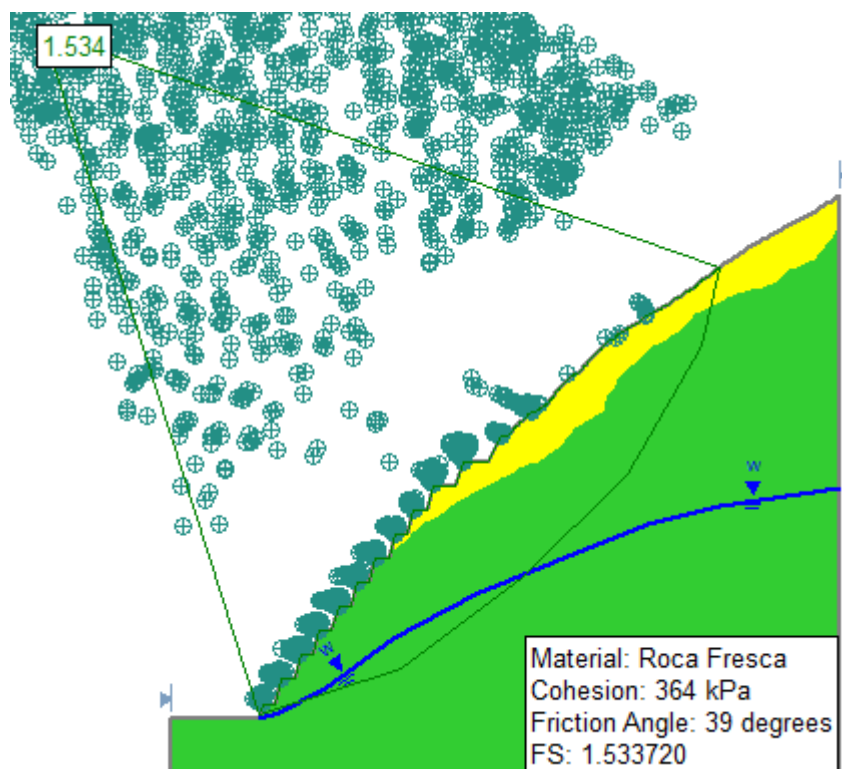 1.534
W
W
Material: Roca Fresca
Cohesion: 364 kPa
Friction Angle: 39 degrees
FS: 1.533720